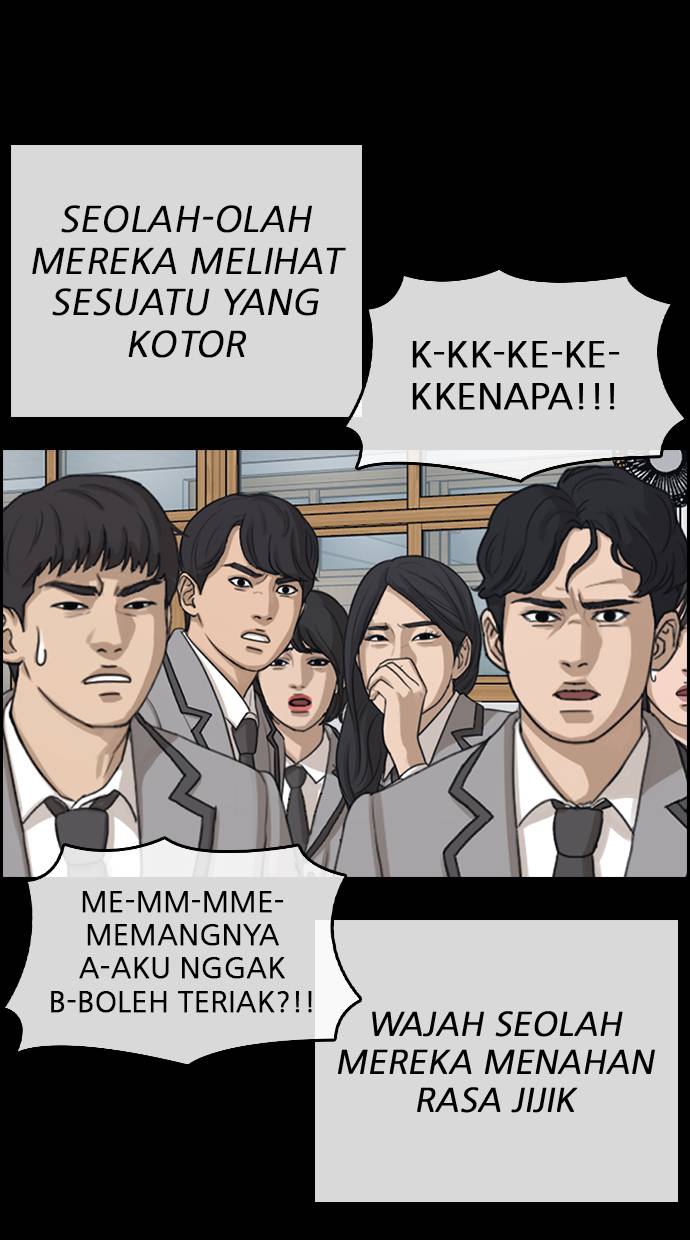 SEOLAH-OLAH
MEREKA MELIHAT
SESUATU YANG
KOTOR
K-KK-KE-KE-
KKENAPA!!!
ME-MM-MME-
MEMANGNYA
A-AKU NGGAK
B-BOLEH TERIAK?!!
WAJAH SEOLAH
MEREKA MENAHAN
RASA JIJIK